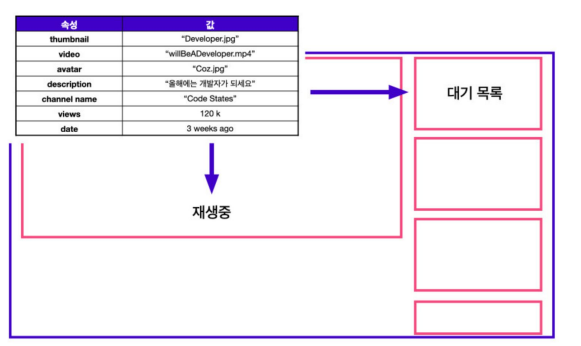 속성 값
thumbnail "Developer.jpg"
video "willBeADeveloper.mp4"
avatar "Coz.jpg"
description "올해에는 개발자가 되세요"
channel name "Code States"
views 120 k
date 3 weeks ago
대기 목록
재생중